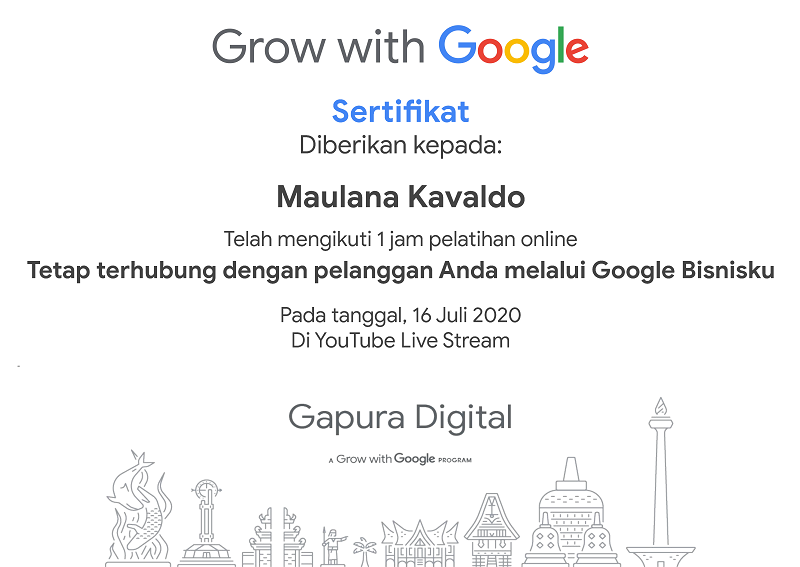 Grow with Google
Sertifikat
Diberikan kepada:
Maulana Kavaldo
Telah mengikuti 1 jam pelatihan online
Tetap terhubung dengan pelanggan Anda melalui Google Bisnisku
Pada tanggal, 16 Juli 2020
Di YouTube Live Stream
Gapura Digital
A Grow with Google PROGRAM